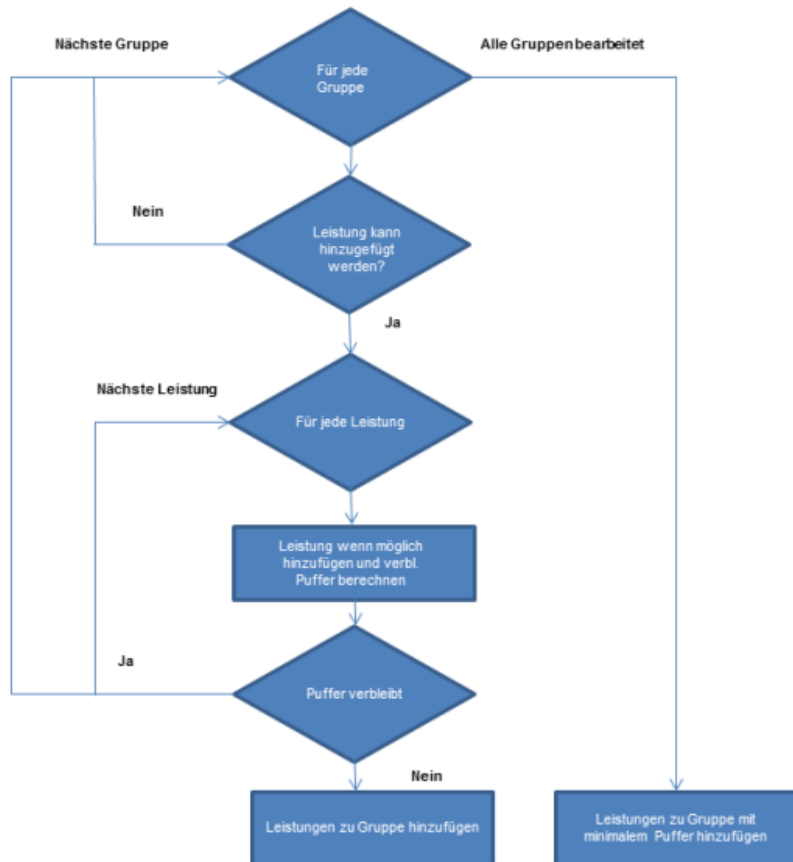 Nächste Gruppe
Alle Gruppen bearbeitet
Für jede
Gruppe
Nein
Leistung kann
hinzugefügt
werden?
Ja
Nächste Leistung
Für jede Leistung
Leistung wenn möglich
hinzufügen und verbl.
Puffer berechnen
Ja
Puffer verbleibt
Nein
Leistungen zu Gruppe hinzufügen
Leistungen zu Gruppe mit
minimalem Puffer hinzufügen